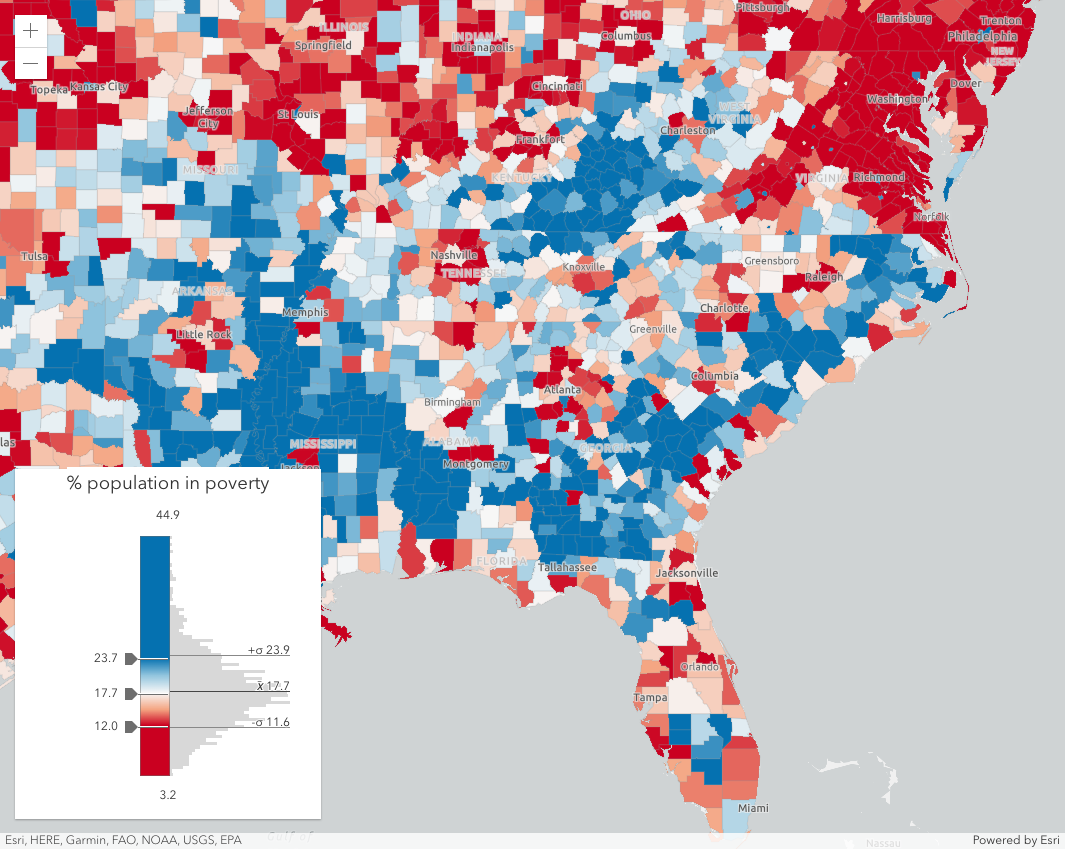 Pittsburgh
OHIO
Harrisburg
Trenton
ILLINOIS
Columbus
Philadelphia
INDIANA
Springfield
Indianapolis
NEW
JERSEY
Dover
Topeka
Kansas City
Cincinnati
Washington
WEST
VIRGINIA
Jefferson
City
St Louis
Charleston
Frankfort
MISSOURI
KENTUCKY
VIRGINIA
Richmond
Norfolk
Tulsa
Nashville
TENNESSEE
Knoxville
Greensboro
Raleigh
ARKANSAS
Memphis
Charlotte
Little Rock
Greenville
Columbia
Atlanta
Birmingham
las
MISSISSIPPI
ALABAMA
GEORGIA
Jackson
Montgomery
FLORIDA
Tallahassee
Jacksonville
Orlando
Tampa
Miami
% population in poverty
44.9
+σ 23.9
23.7
x̄ 17.7
17.7
-σ 11.6
12.0
3.2
Gulf of
Nassau
Esri, HERE, Garmin, FAO, NOAA, USGS, EPA
Powered by Esri